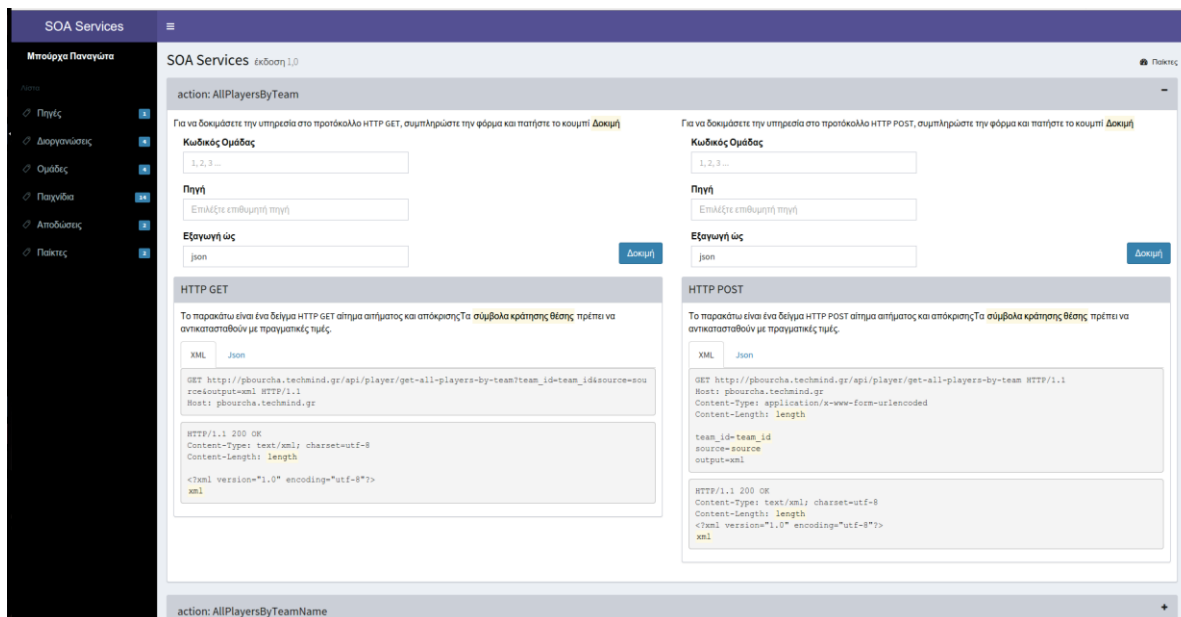 SOA Services
Μπούρχα Παναγώτα
Λίστα
Πηγές 1
Διοργανώσεις 4
Ομάδες 4
Παιχνίδια 14
Αποδώσεις 2
Παίκτες 2
SOA Services έκδοση 1,0
Παίκτες
action: AllPlayersByTeam
Για να δοκιμάσετε την υπηρεσία στο προτόκολλο HTTP GET, συμπληρώστε την φόρμα και πατήστε το κουμπί Δοκιμή
Κωδικός Ομάδας
1, 2, 3 ...
Πηγή
Επιλέξτε επιθυμητή πηγή
Εξαγωγή ώς
json
Δοκιμή
HTTP GET
Το παρακάτω είναι ένα δείγμα HTTP GET αίτημα αιτήματος και απόκρισηςΤα σύμβολα κράτησης θέσης πρέπει να
αντικατασταθούν με πραγματικές τιμές.
XML Json
GET http://pbourcha.techmind.gr/api/player/get-all-players-by-team?team_id=team_id&source=sou
rce&output=xml HTTP/1.1
Host: pbourcha.techmind.gr
HTTP/1.1 200 OK
Content-Type: text/xml; charset=utf-8
Content-Length: length
<?xml version="1.0" encoding="utf-8"?>
xml
Για να δοκιμάσετε την υπηρεσία στο προτόκολλο HTTP POST, συμπληρώστε την φόρμα και πατήστε το κουμπί Δοκιμή
Κωδικός Ομάδας
1, 2, 3 ...
Πηγή
Επιλέξτε επιθυμητή πηγή
Εξαγωγή ώς
json
Δοκιμή
HTTP POST
Το παρακάτω είναι ένα δείγμα HTTP POST αίτημα αιτήματος και απόκρισηςΤα σύμβολα κράτησης θέσης πρέπει να
αντικατασταθούν με πραγματικές τιμές.
XML Json
GET http://pbourcha.techmind.gr/api/player/get-all-players-by-team HTTP/1.1
Host: pbourcha.techmind.gr
Content-Type: application/x-www-form-urlencoded
Content-Length: length
team_id=team_id
source=source
output=xml
HTTP/1.1 200 OK
Content-Type: text/xml; charset=utf-8
Content-Length: length
<?xml version="1.0" encoding="utf-8"?>
xml
action: AllPlayersByTeamName